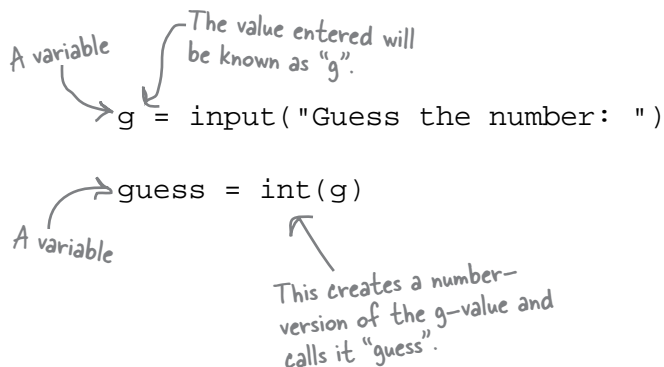 A variable
The value entered will
be known as “g”.
g = input("Guess the number: ")
guess = int(g)
A variable
This creates a number-
version of the g-value and
calls it “guess”.